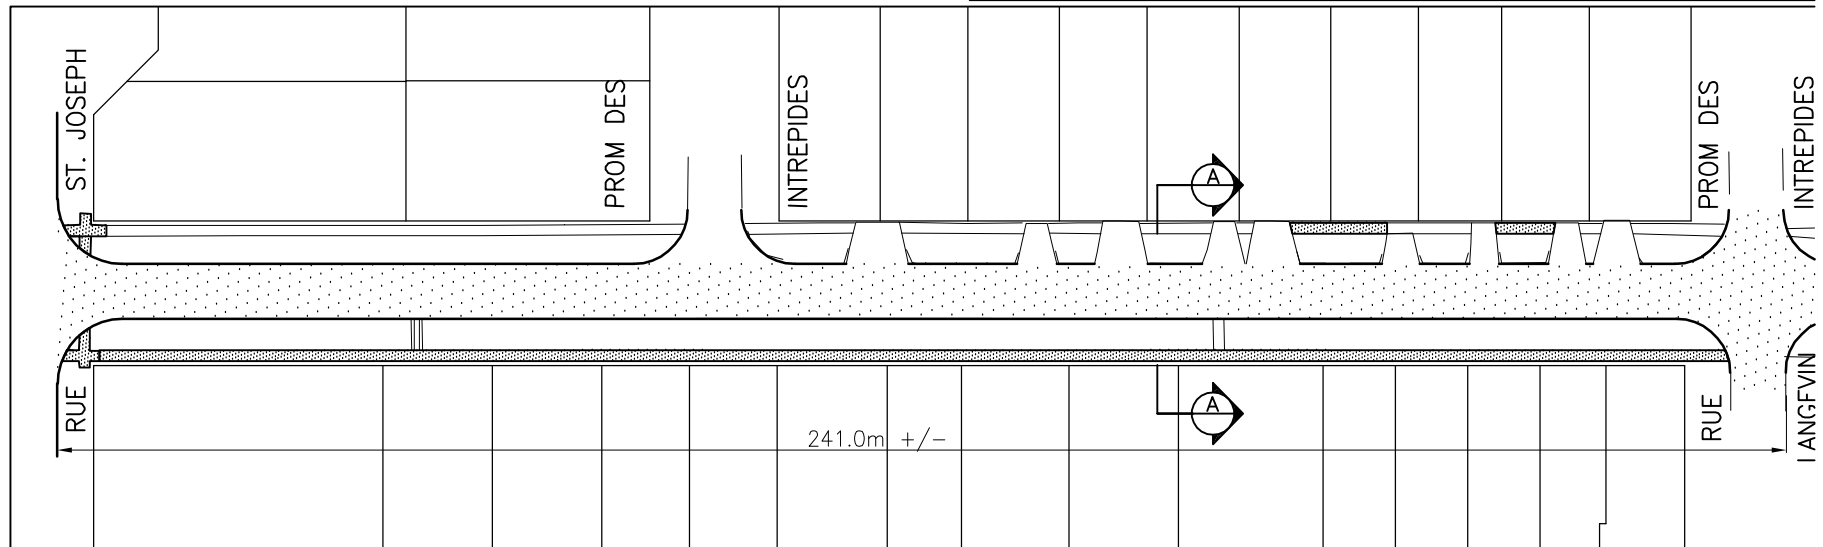 ST. JOSEPH
PROM DES
INTREPIDES
PROM DES
INTREPIDES
A
A
RUE
241.0m +/-
RUE
LANGEVIN